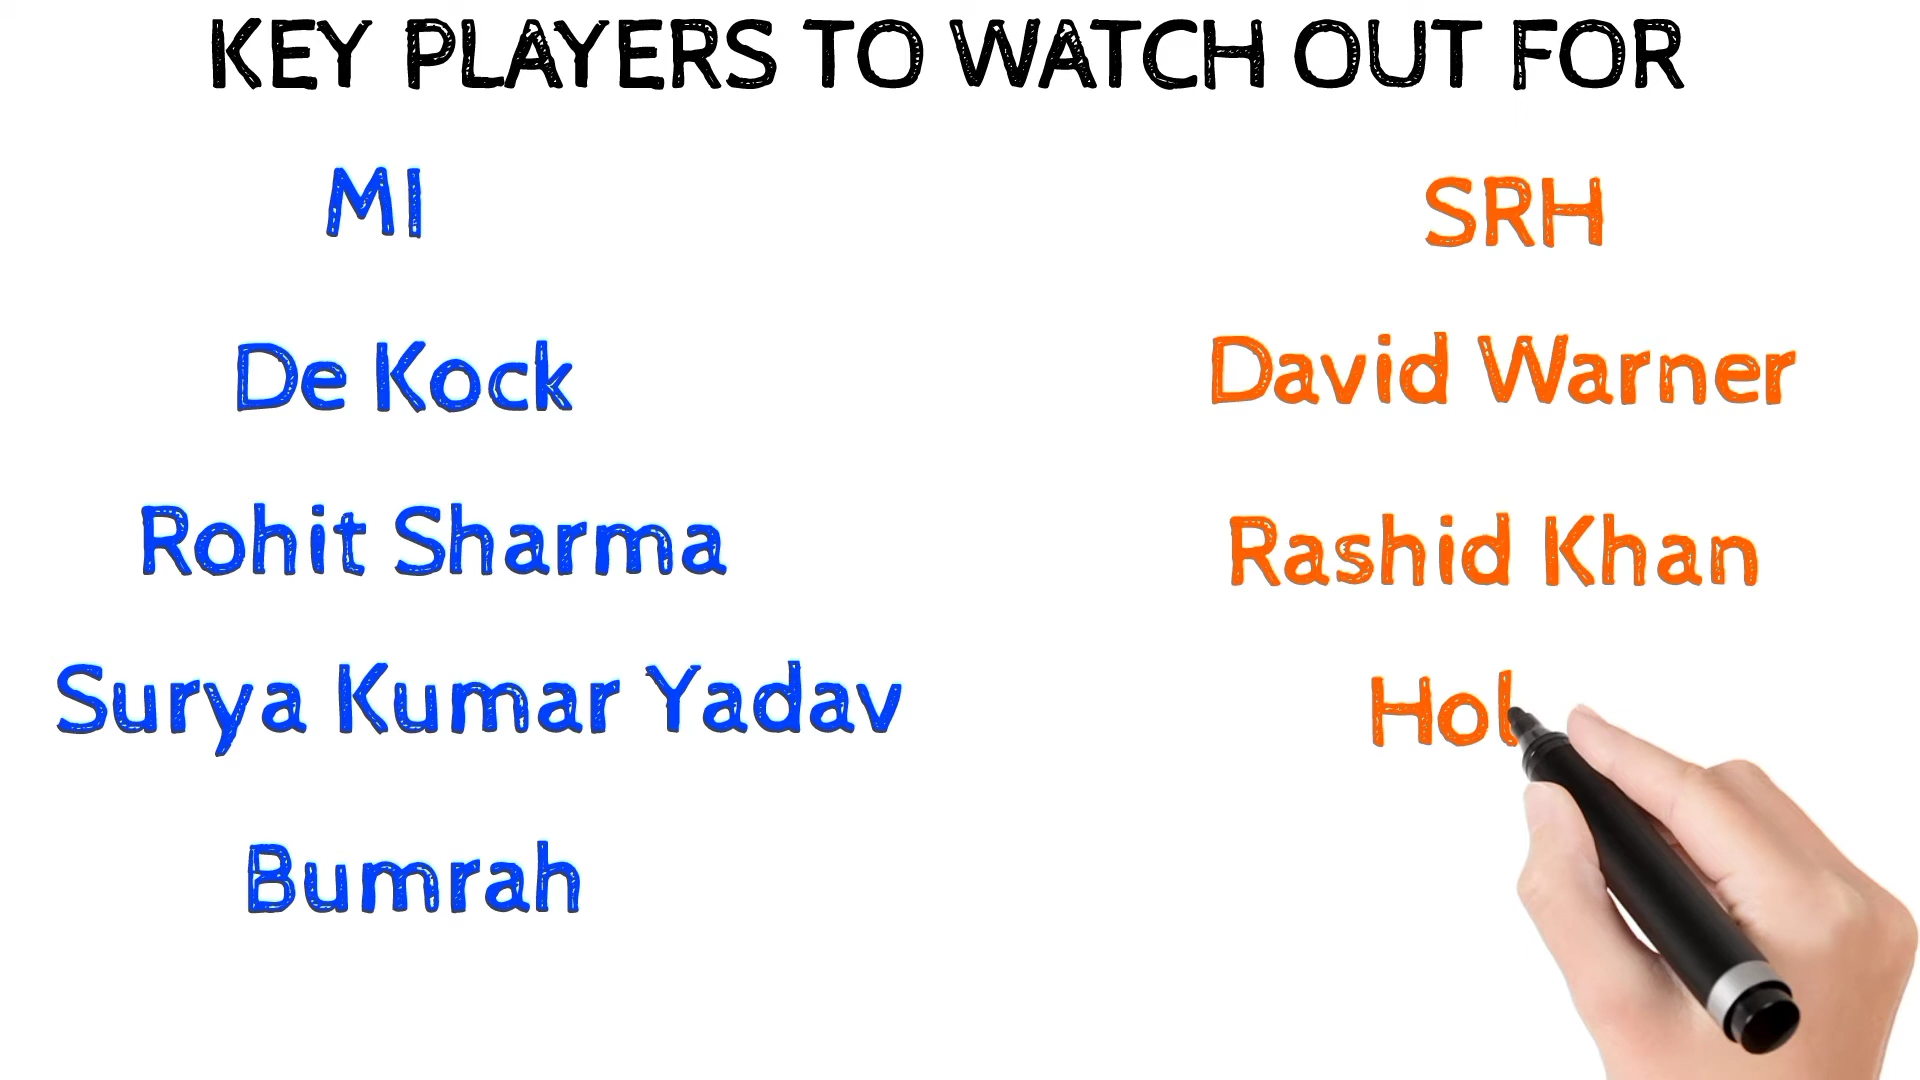 KEY PLAYERS TO WATCH OUT FOR
MI
De Kock
Rohit Sharma
Surya Kumar Yadav
Bumrah
SRH
David Warner
Rashid Khan
Hol